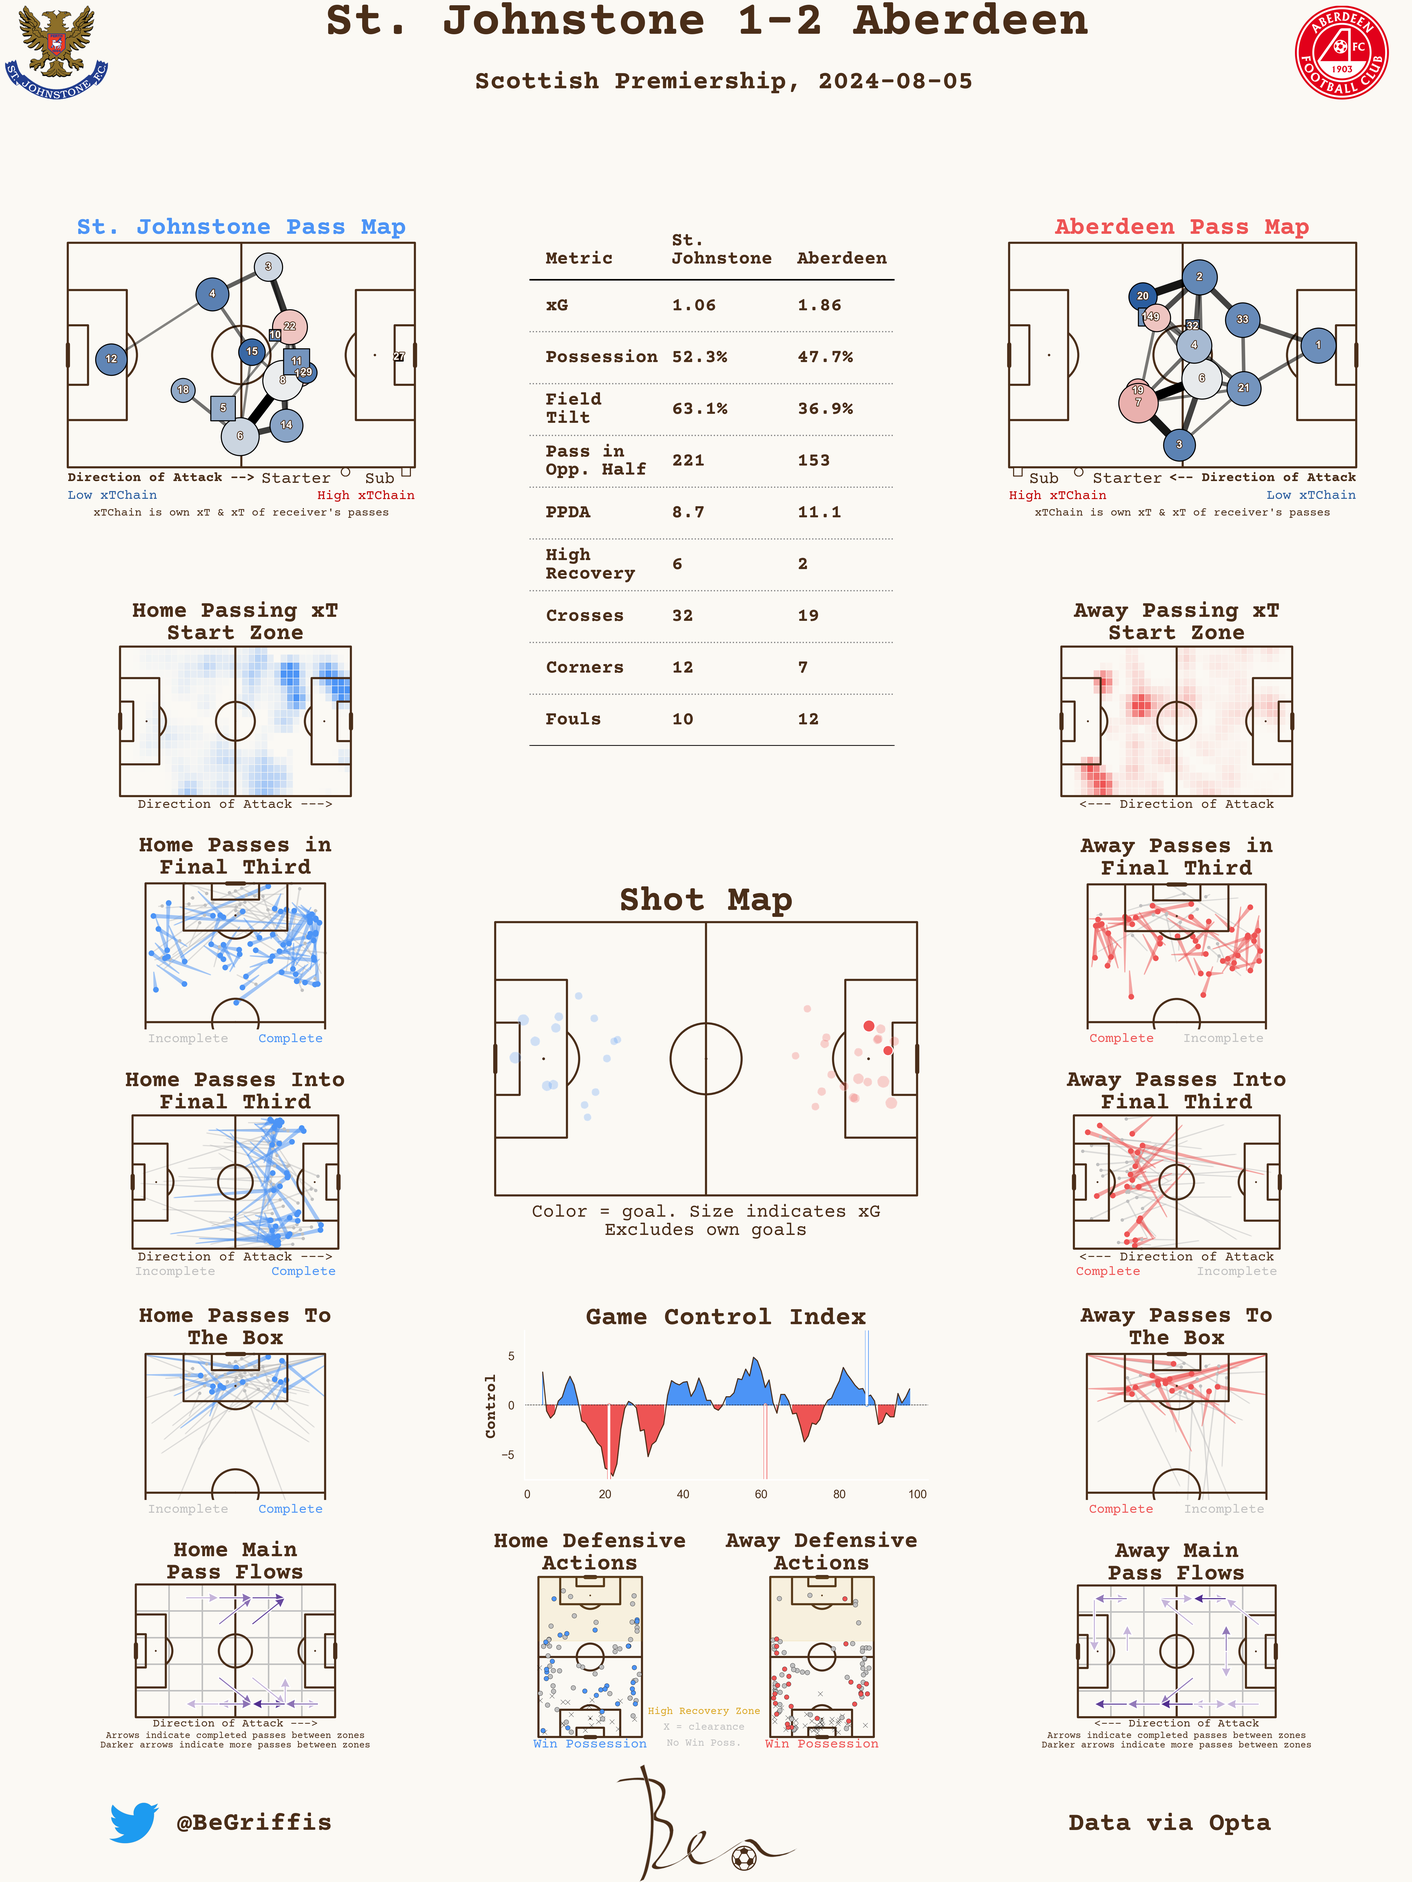 St. Johnstone 1-2 Aberdeen
Scottish Premiership, 2024-08-05
ST. JOHNSTONE F.C.
ABERDEEN
FC
1903
FOOTBALL CLUB
St. Johnstone Pass Map
3
4
22
10
15
12
11
27
29
8
18
5
14
6
Direction of Attack --> Starter Sub
Low xTChain High xTChain
xTChain is own xT & xT of receiver's passes
Metric St. Johnstone Aberdeen
xG 1.06 1.86
Possession 52.3% 47.7%
Field Tilt 63.1% 36.9%
Pass in Opp. Half 221 153
PPDA 8.7 11.1
High Recovery 6 2
Crosses 32 19
Corners 12 7
Fouls 10 12
Aberdeen Pass Map
2
20
33
32
4
1
6
21
19
7
3
Sub Starter <-- Direction of Attack
High xTChain Low xTChain
xTChain is own xT & xT of receiver's passes
Home Passing xT
Start Zone
Direction of Attack --->
Away Passing xT
Start Zone
<--- Direction of Attack
Home Passes in
Final Third
Incomplete Complete
Shot Map
Color = goal. Size indicates xG
Excludes own goals
Away Passes in
Final Third
Complete Incomplete
Home Passes Into
Final Third
Direction of Attack --->
Incomplete Complete
Away Passes Into
Final Third
<--- Direction of Attack
Complete Incomplete
Home Passes To
The Box
Incomplete Complete
Game Control Index
Control
5
0
−5
0 20 40 60 80 100
Away Passes To
The Box
Complete Incomplete
Home Main
Pass Flows
Direction of Attack --->
Arrows indicate completed passes between zones
Darker arrows indicate more passes between zones
Home Defensive
Actions
Win Possession
High Recovery Zone
X = clearance
No Win Poss.
Away Defensive
Actions
Win Possession
Away Main
Pass Flows
<--- Direction of Attack
Arrows indicate completed passes between zones
Darker arrows indicate more passes between zones
@BeGriffis
Ben
Data via Opta